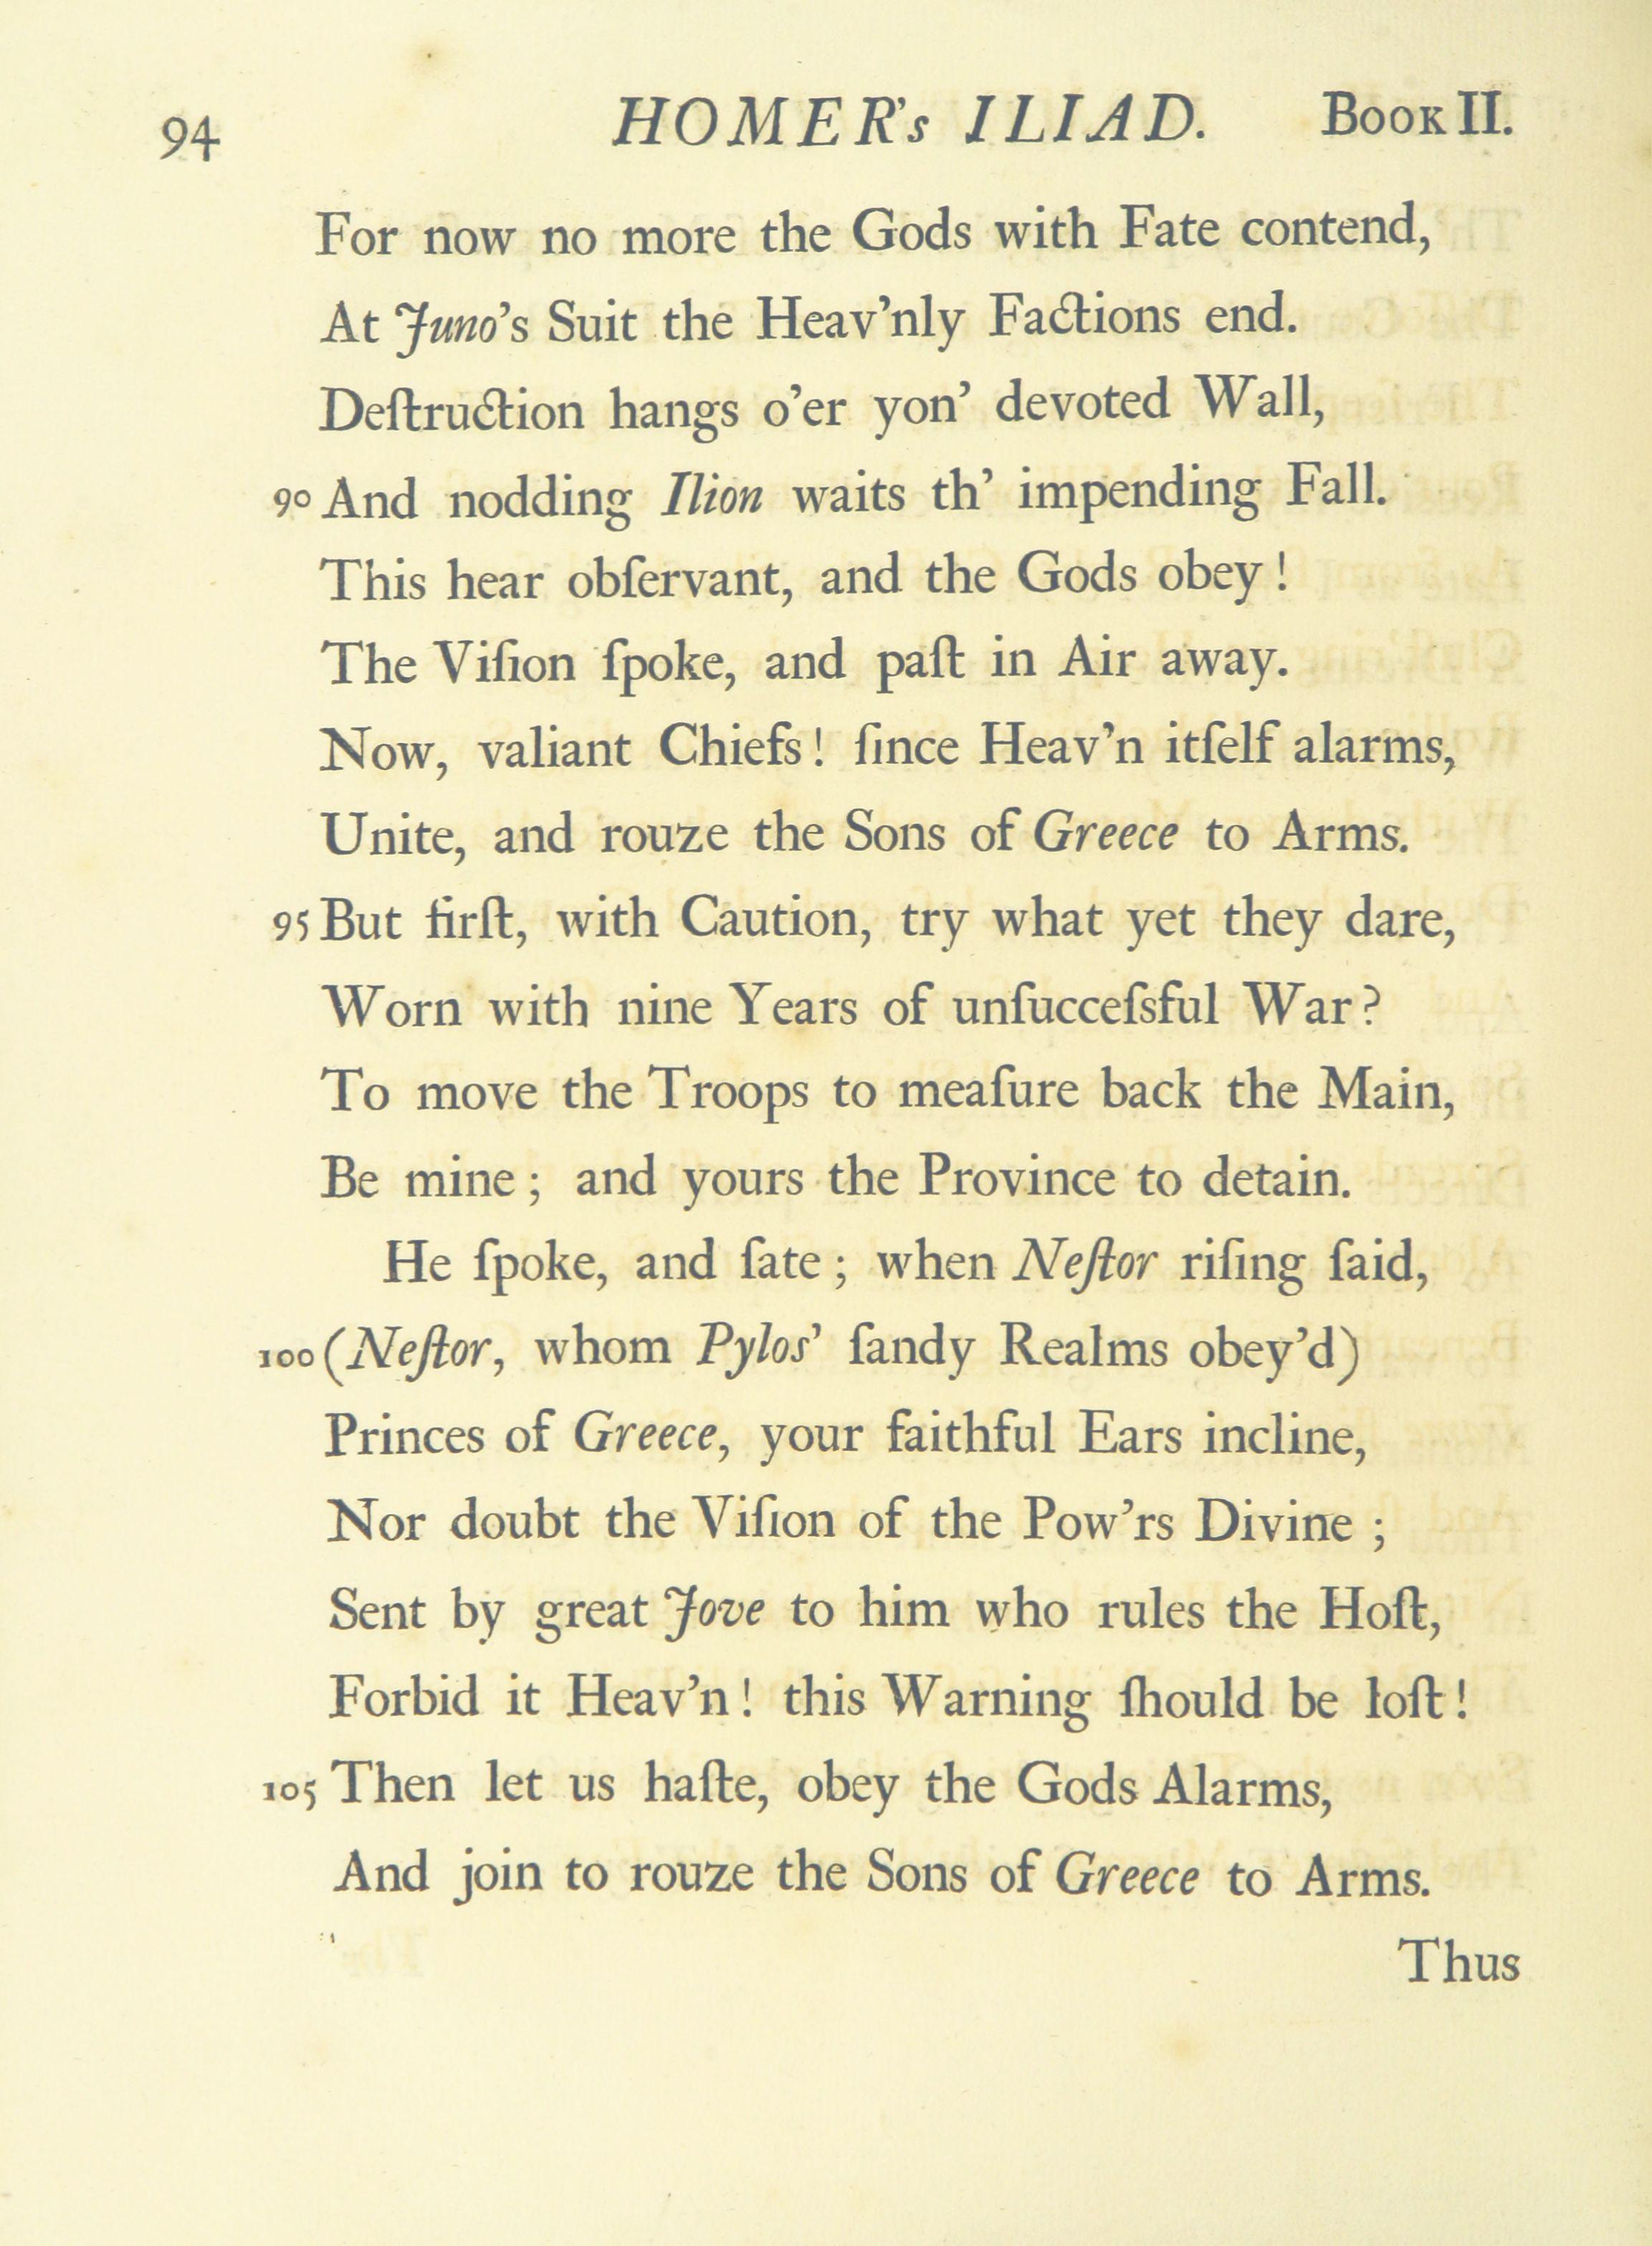 94 HOMER's ILIAD. BOOK II.
For now no more the Gods with Fate contend,
At Juno's Suit the Heav'nly Factions end.
Deſtruction hangs o'er yon' devoted Wall,
90 And nodding Ilion waits th' impending Fall.
This hear obſervant, and the Gods obey!
The Viſion ſpoke, and paſt in Air away.
Now, valiant Chiefs! ſince Heav'n itſelf alarms,
Unite, and rouze the Sons of Greece to Arms.
95 But firſt, with Caution, try what yet they dare,
Worn with nine Years of unſucceſsful War?
To move the Troops to meaſure back the Main,
Be mine; and yours the Province to detain.
He ſpoke, and ſate; when Neſtor riſing ſaid,
100 (Neſtor, whom Pylos' ſandy Realms obey'd)
Princes of Greece, your faithful Ears incline,
Nor doubt the Viſion of the Pow'rs Divine;
Sent by great Jove to him who rules the Hoſt,
Forbid it Heav'n! this Warning ſhould be loſt!
105 Then let us haſte, obey the Gods Alarms,
And join to rouze the Sons of Greece to Arms.
Thus